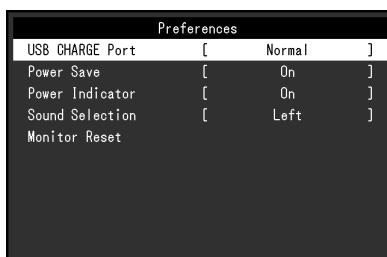 Preferences
USB CHARGE Port [ Normal ]
Power Save [ On ]
Power Indicator [ On ]
Sound Selection [ Left ]
Monitor Reset